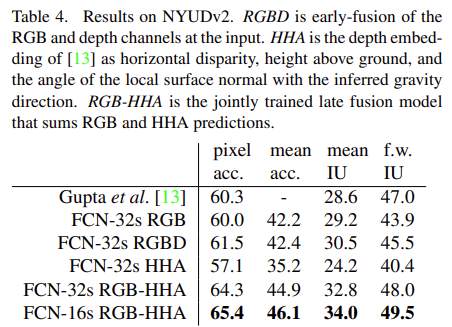 Table 4. Results on NYUDv2. RGBD is early-fusion of the
RGB and depth channels at the input. HHA is the depth embed-
ding of [13] as horizontal disparity, height above ground, and
the angle of the local surface normal with the inferred gravity
direction. RGB-HHA is the jointly trained late fusion model
that sums RGB and HHA predictions.
pixel mean mean f.w.
acc. acc. IU IU
Gupta et al. [13] 60.3 - 28.6 47.0
FCN-32s RGB 60.0 42.2 29.2 43.9
FCN-32s RGBD 61.5 42.4 30.5 45.5
FCN-32s HHA 57.1 35.2 24.2 40.4
FCN-32s RGB-HHA 64.3 44.9 32.8 48.0
FCN-16s RGB-HHA 65.4 46.1 34.0 49.5